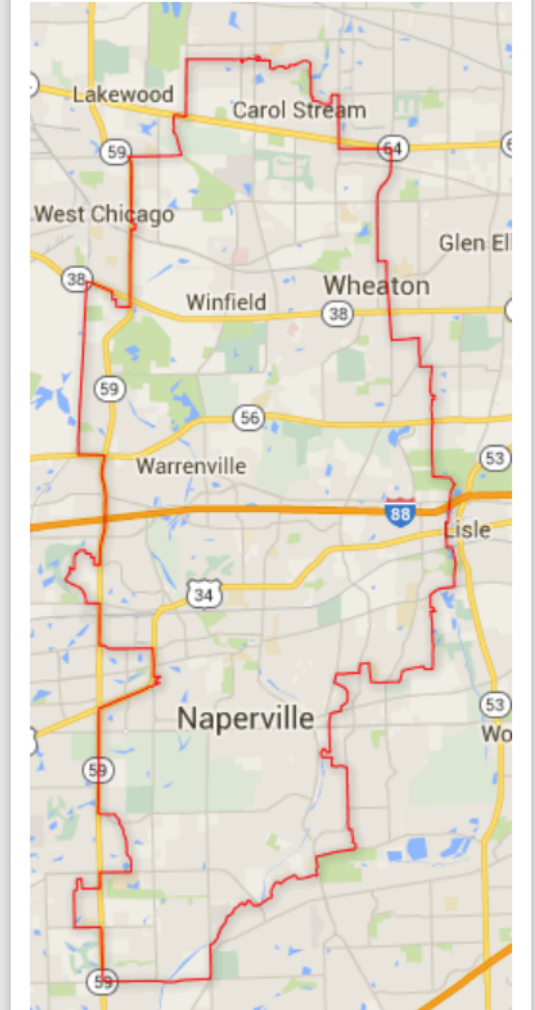 Lakewood
Carol Stream
59
64
West Chicago
Glen El
38
Wheaton
Winfield
38
59
56
Warrenville
53
88
Lisle
34
Naperville
53
Wo
59
59